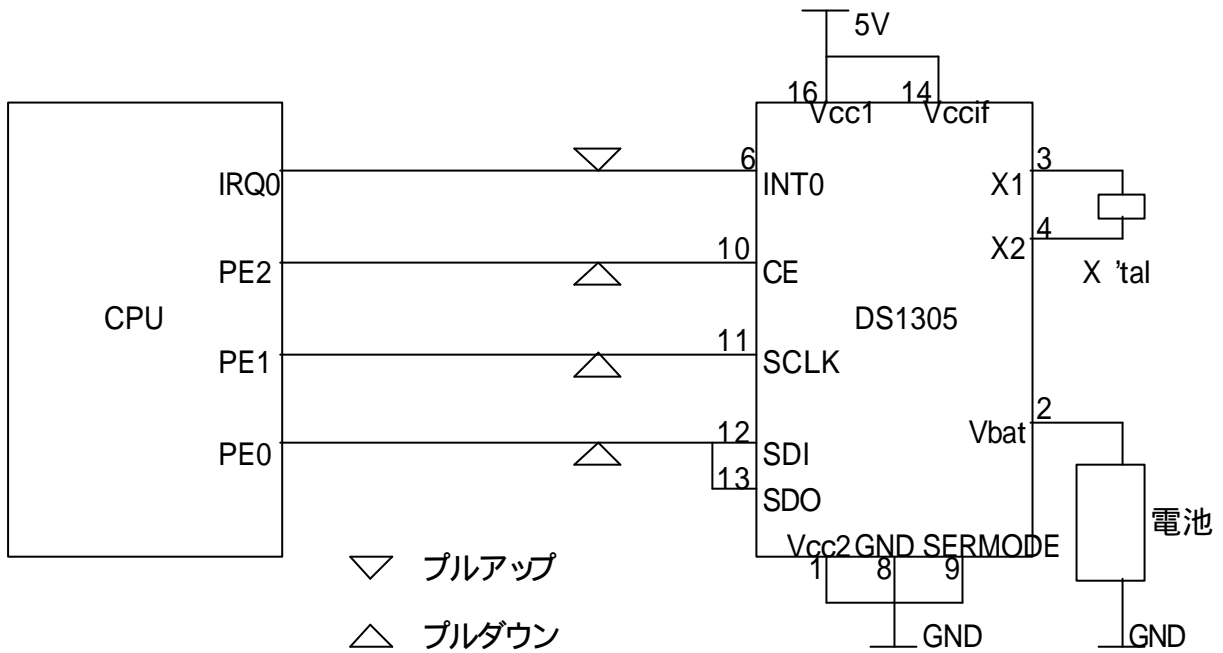 5V
16
14
Vcc1
Vccif
IRQ0
6
INT0
3
X1
4
X2
X 'tal
PE2
10
CE
CPU
DS1305
PE1
11
SCLK
2
Vbat
PE0
12
SDI
13
SDO
電池
Vcc2 GND SERMODE
1
8
9
▽ プルアップ
△ プルダウン
GND
GND